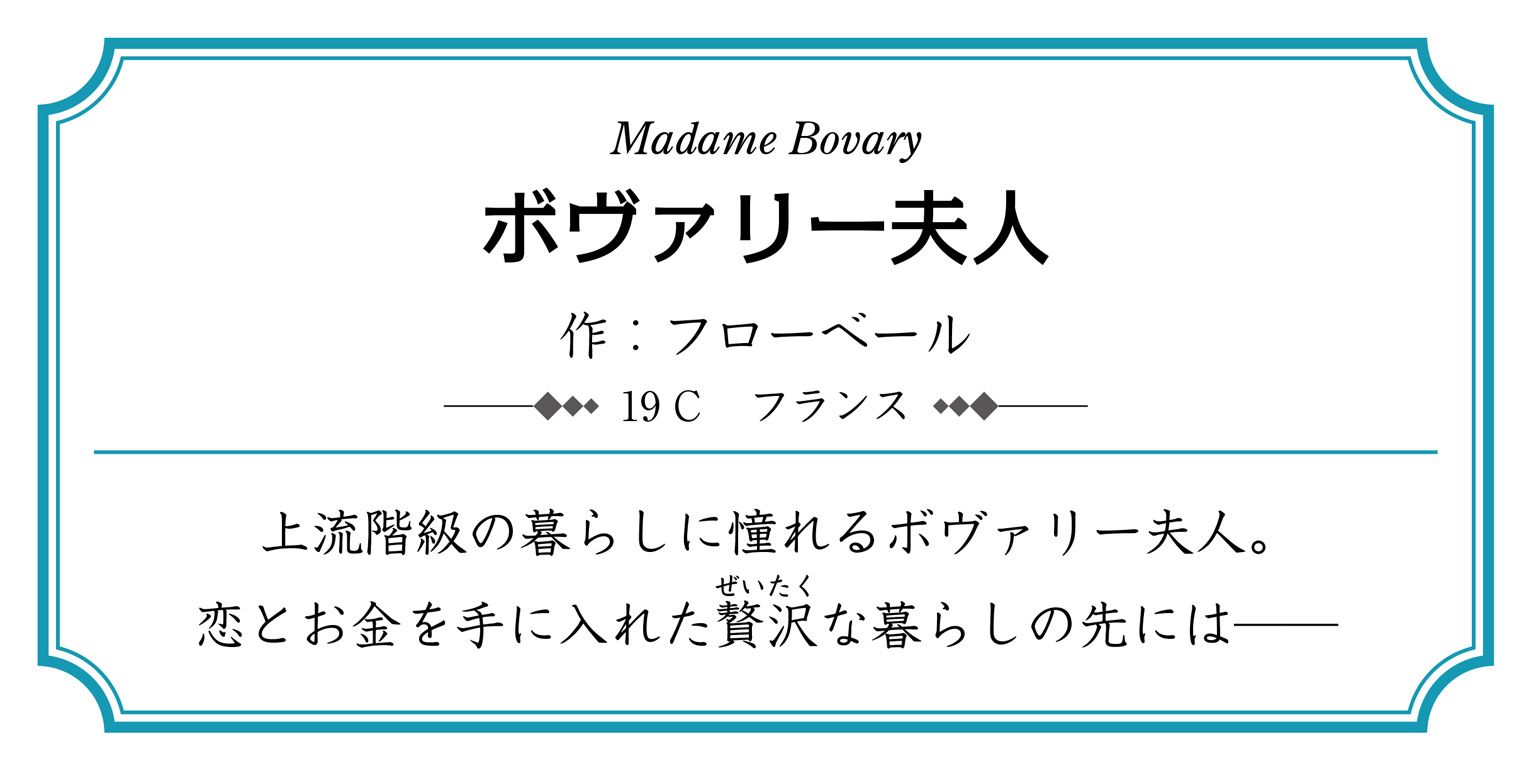 Madame Bovary
ボヴァリー夫人
作：フローベール
19 C　フランス
上流階級の暮らしに憧れるボヴァリー夫人。
ぜいたく
恋とお金を手に入れた贅沢な暮らしの先には――